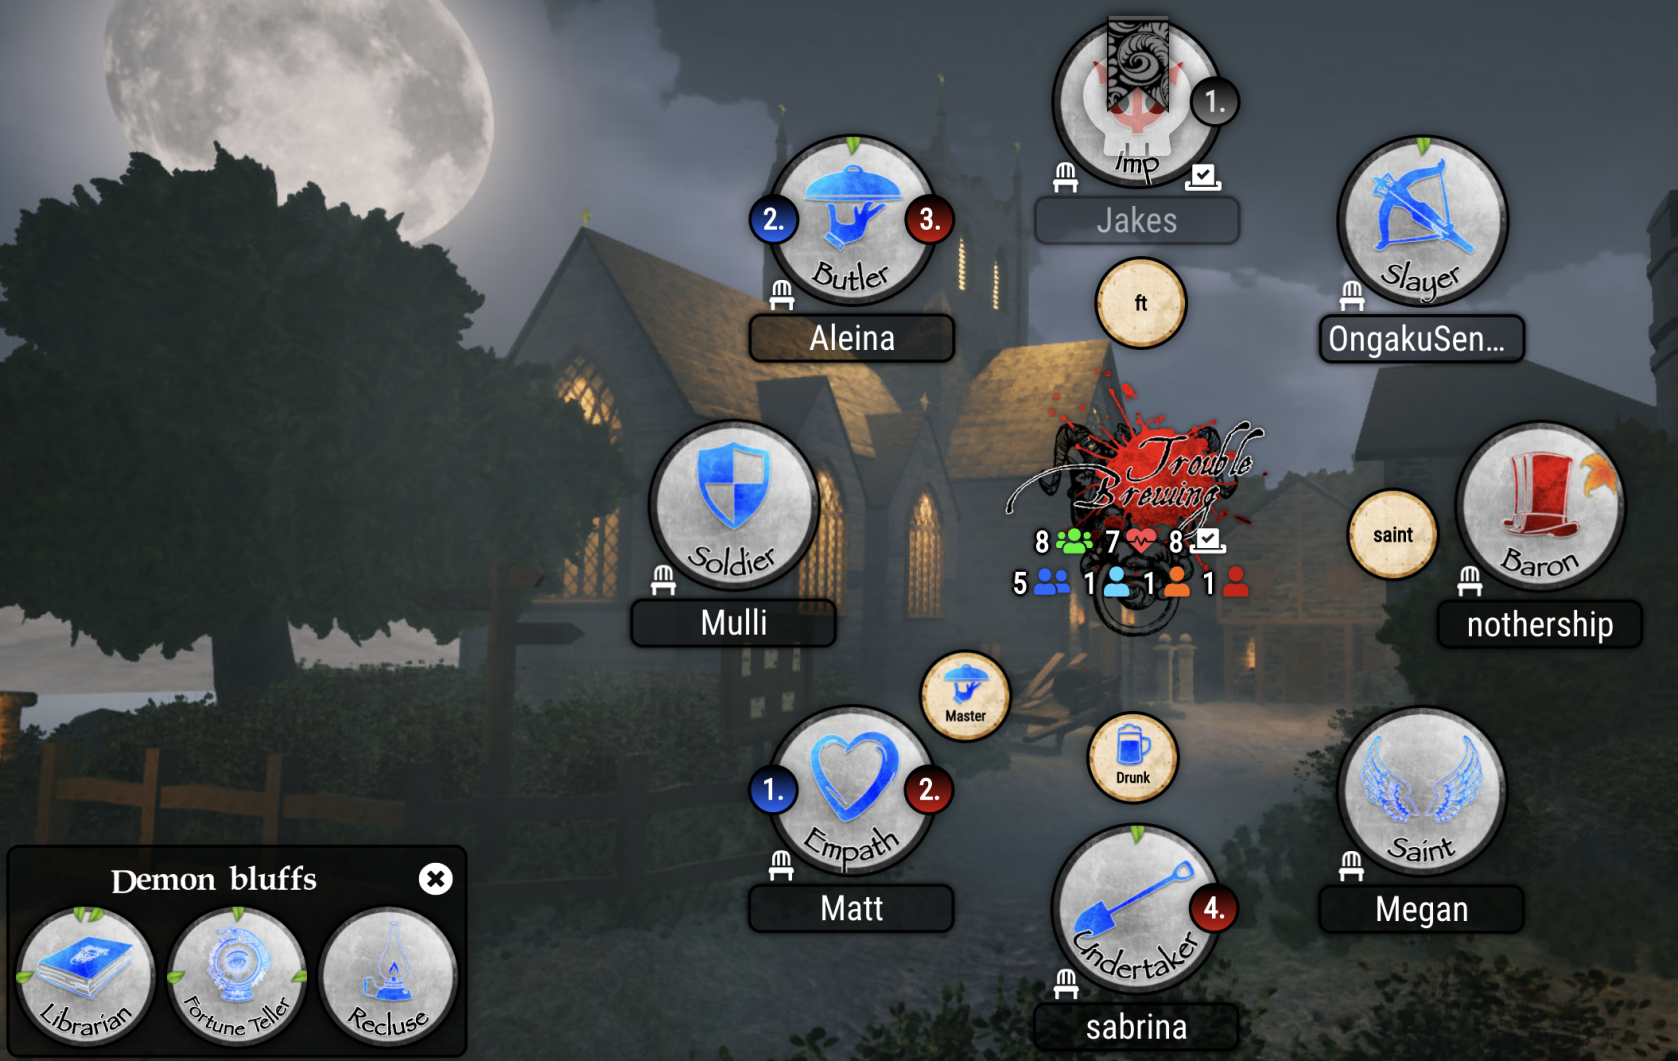 Imp
1.
Jakes
2.
Butler
3.
Aleina
Slayer
OngakuSen...
ft
Trouble
Brewing
8 7 8
5 1 1 1
Soldier
Mulli
saint
Baron
nothership
Master
1.
Empath
2.
Matt
Drunk
Undertaker
4.
sabrina
Saint
Megan
Demon bluffs
Librarian
Fortune Teller
Recluse